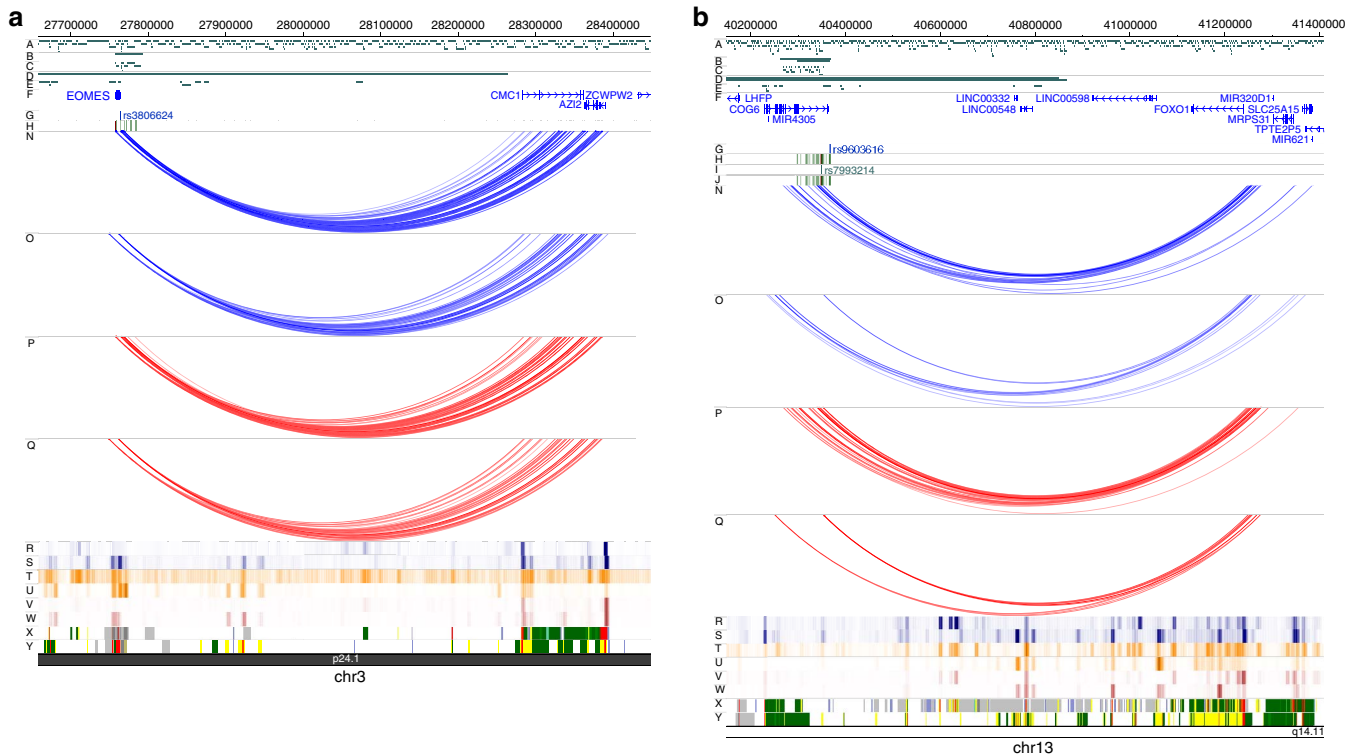 a
27700000 27800000 27900000 28000000 28100000 28200000 28300000 28400000
A
B
C
D
E
F
EOMES
CMC1
ZCWPW2
AZI2
G
rs3806624
H
N
O
P
Q
R
S
T
U
V
W
X
Y
p24.1
chr3
b
40200000 40400000 40600000 40800000 41000000 41200000 41400000
A
B
C
D
E
F
LHFP
LINC00332
LINC00598
MIR320D1
COG6
LINC00548
FOXO1
SLC25A15
MIR4305
MRPS31
TPTE2P5
MIR621
G
rs9603616
H
I
rs7993214
J
N
O
P
Q
R
S
T
U
V
W
X
Y
q14.11
chr13